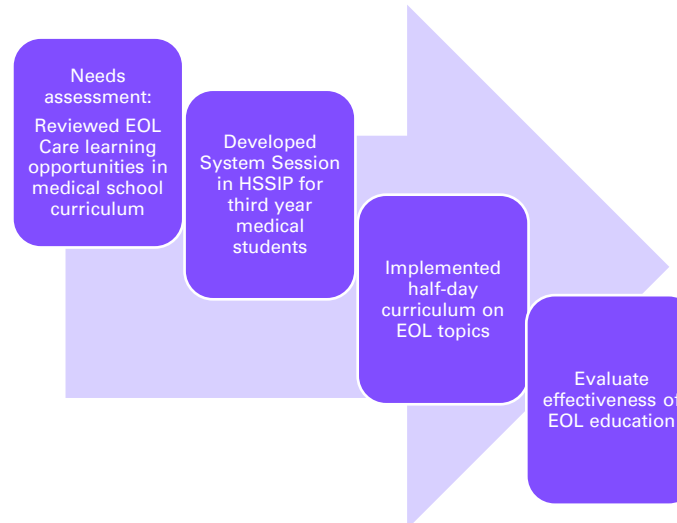 Needs
assessment:
Reviewed EOL
Care learning
opportunities in
medical school
curriculum
Developed
System Session
in HSSIP for
third year
medical
students
Implemented
half-day
curriculum on
EOL topics
Evaluate
effectiveness of
EOL education